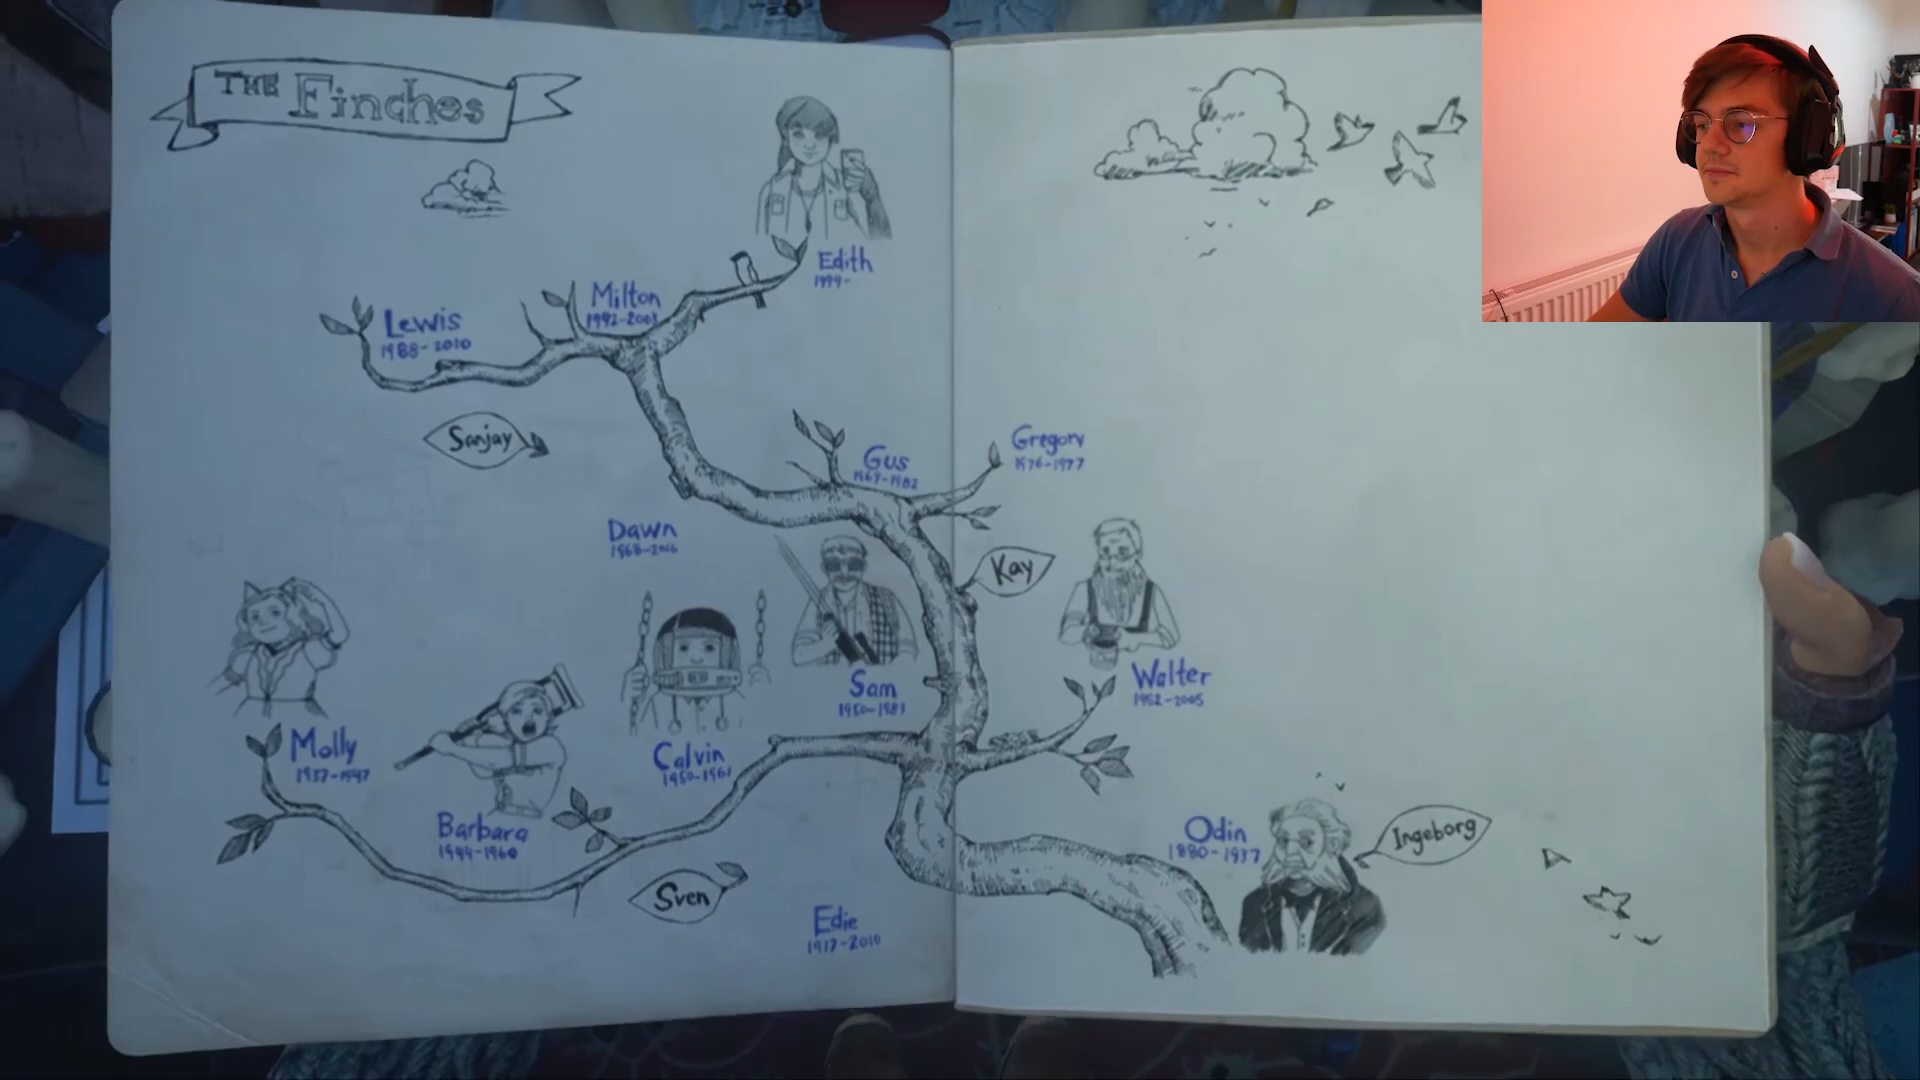 THE Finches
Edith
1999-
Milton
1992-2003
Lewis
1988-2010
Sanjay
Gregory
1976-1977
Gus
1969-1982
Dawn
1968-2016
Kay
Walter
1952-2005
Sam
1950-1983
Calvin
1950-1961
Molly
1937-1947
Barbara
1944-1960
Odin
1880-1937
Ingeborg
Sven
Edie
1917-2010